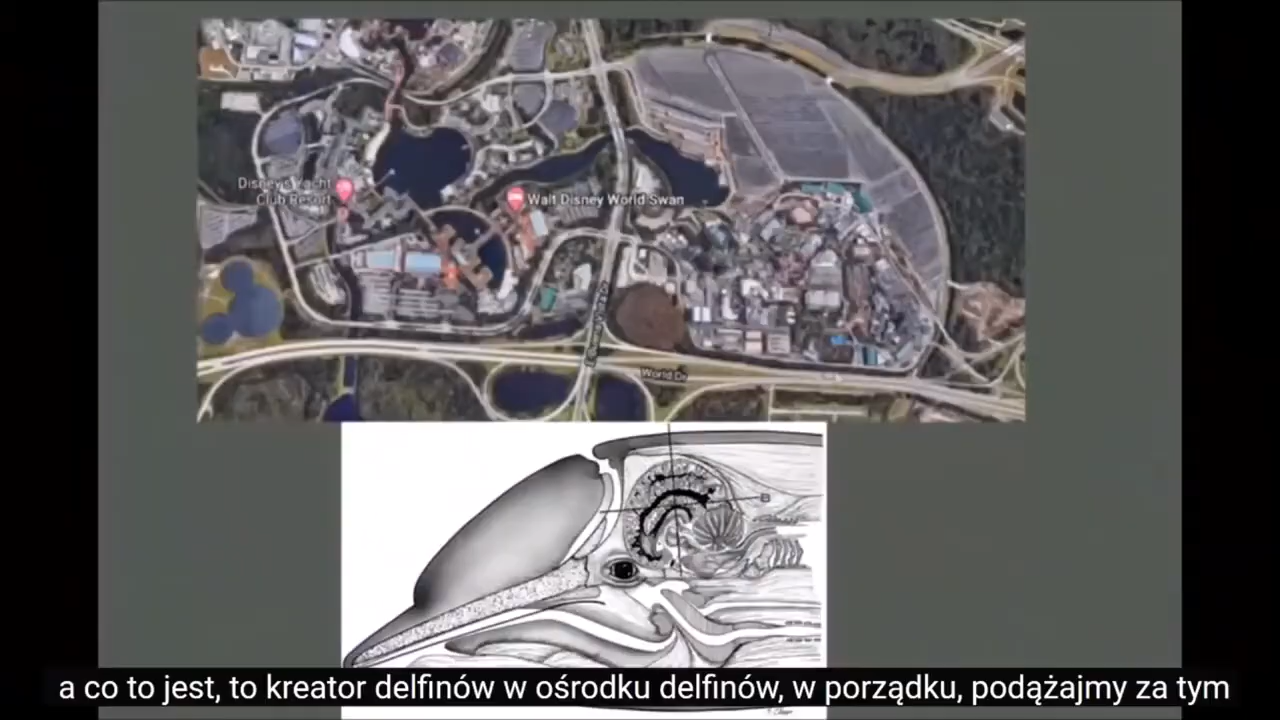 Disney's Yacht
Club Resort
Walt Disney World Swan
World Dr
B
a co to jest, to kreator delfinów w ośrodku delfinów, w porządku, podążajmy za tym